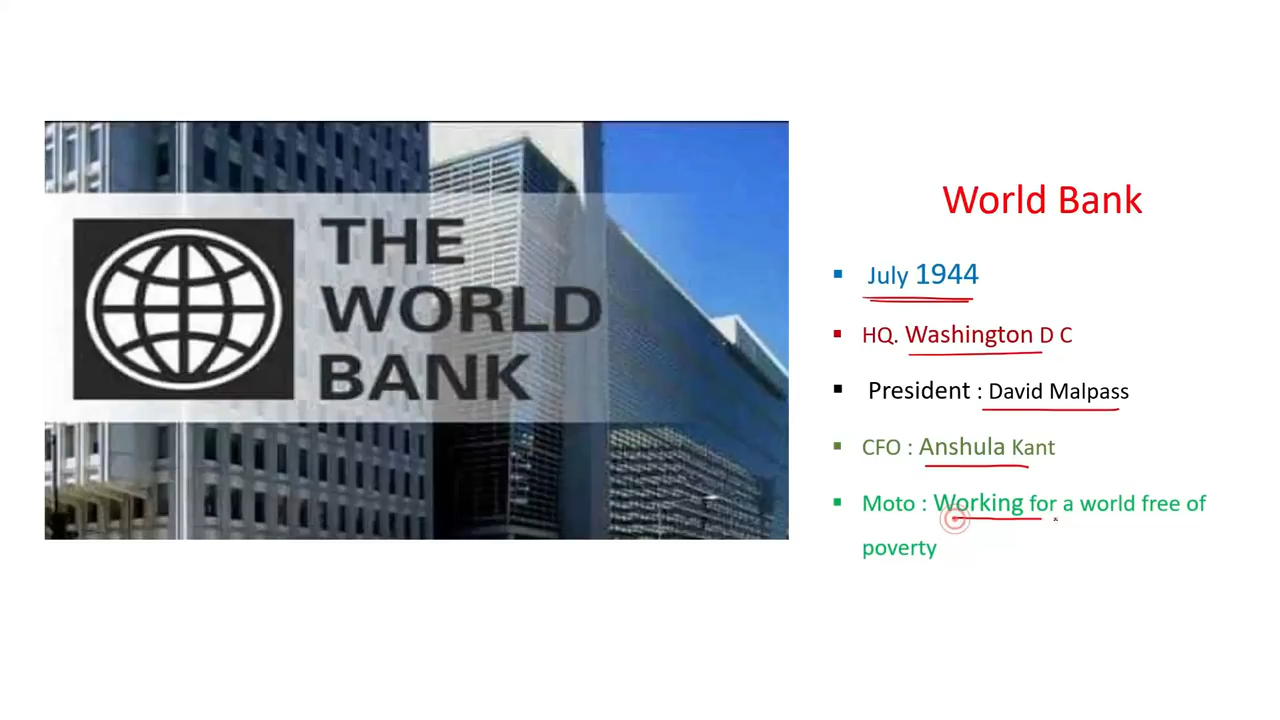 THE
WORLD
BANK
World Bank
▪ July 1944
▪ HQ. Washington D C
▪ President : David Malpass
▪ CFO : Anshula Kant
▪ Moto : Working for a world free of
poverty